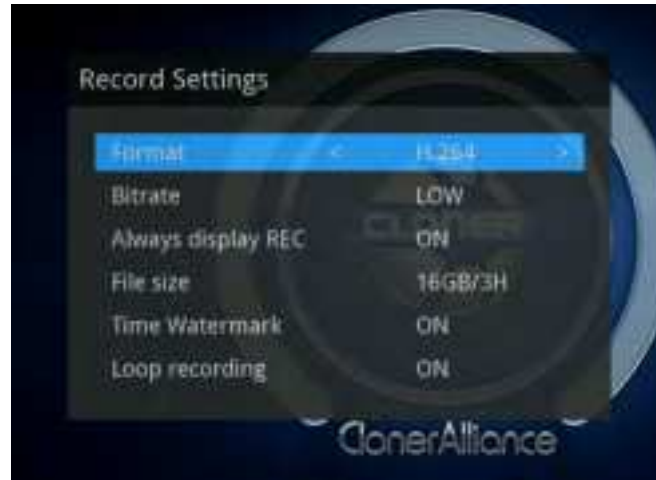 Record Settings
Format < H.264 >
Bitrate LOW
Always display REC ON
File size 16GB/3H
Time Watermark ON
Loop recording ON
CLONER
ClonerAlliance